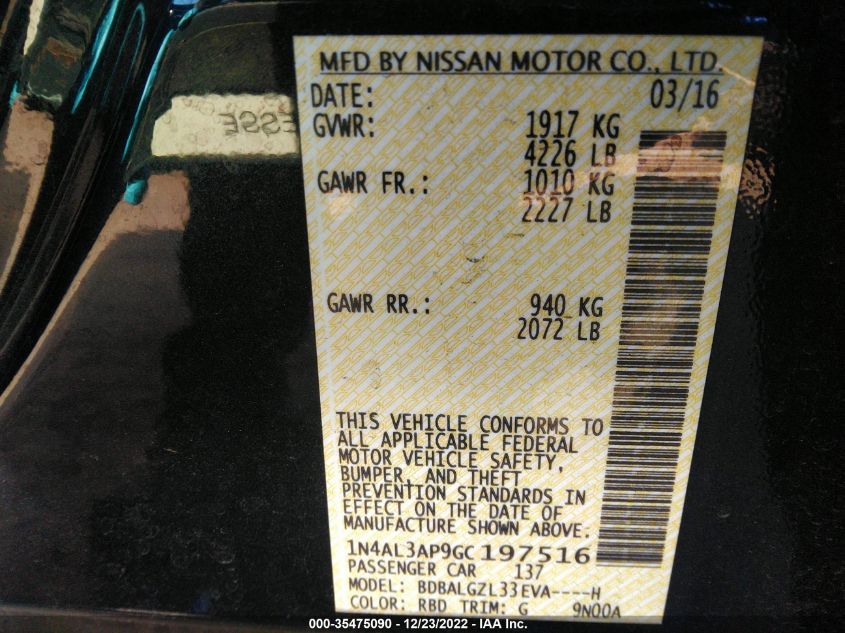 MFD BY NISSAN MOTOR CO., LTD.
DATE: 03/16
GVWR: 1917 KG
4226 LB
GAWR FR.: 1010 KG
2227 LB
GAWR RR.: 940 KG
2072 LB
THIS VEHICLE CONFORMS TO
ALL APPLICABLE FEDERAL
MOTOR VEHICLE SAFETY,
BUMPER, AND THEFT
PREVENTION STANDARDS IN
EFFECT ON THE DATE OF
MANUFACTURE SHOWN ABOVE.
1N4AL3AP9GC197516
PASSENGER CAR 137
MODEL: BDBALGZL33EVA----H
COLOR: RBD TRIM: G 9N00A
000-35475090 - 12/23/2022 - IAA Inc.